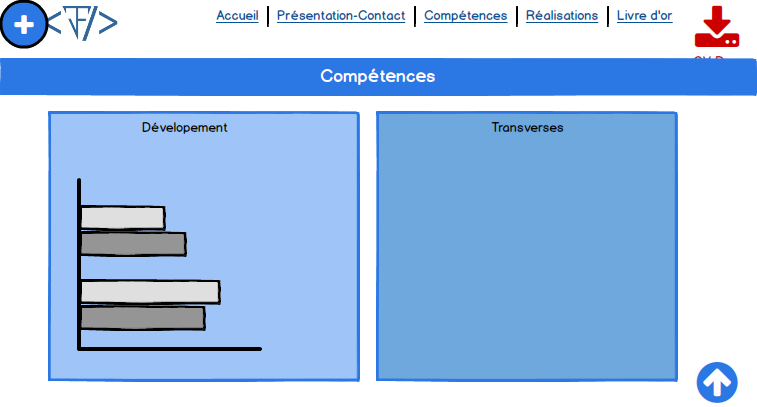 Accueil
Présentation-Contact
Compétences
Réalisations
Livre d'or
Compétences
Dévelopement
Transverses